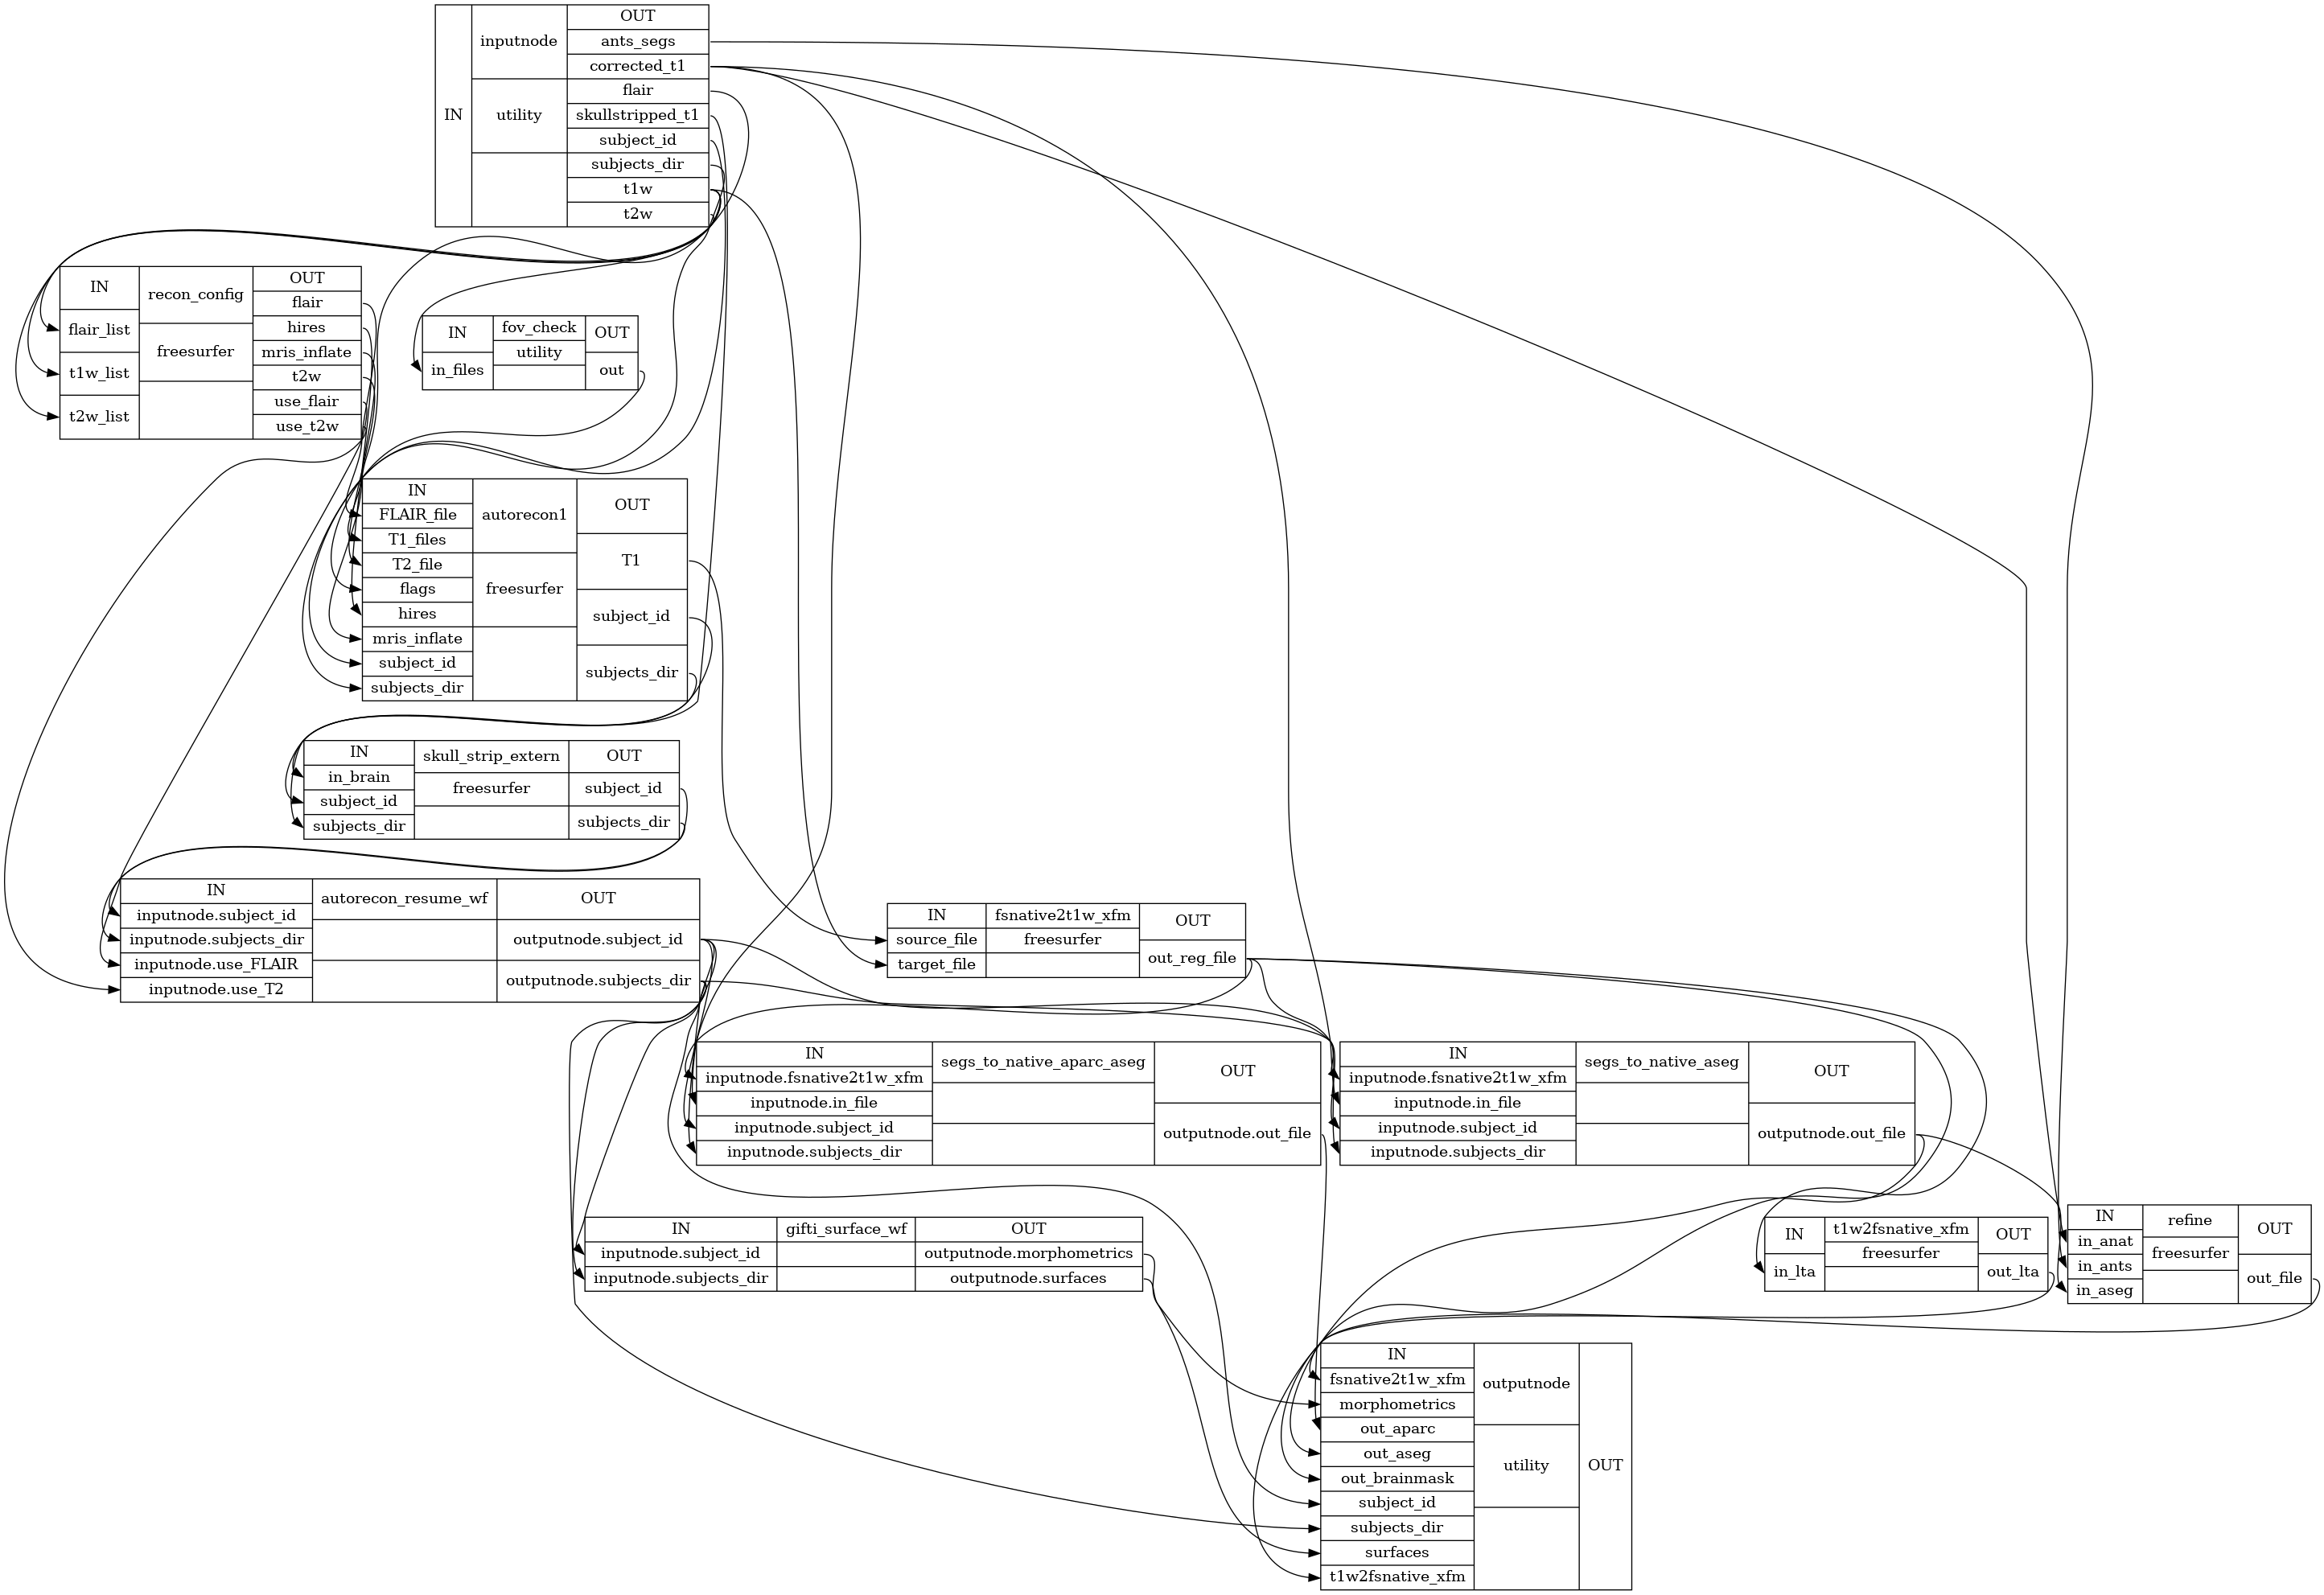 IN
inputnode
utility
OUT
ants_segs
corrected_t1
flair
skullstripped_t1
subject_id
subjects_dir
t1w
t2w
IN
flair_list
t1w_list
t2w_list
recon_config
freesurfer
OUT
flair
hires
mris_inflate
t2w
use_flair
use_t2w
IN
in_files
fov_check
utility
OUT
out
IN
FLAIR_file
T1_files
T2_file
flags
hires
mris_inflate
subject_id
subjects_dir
autorecon1
freesurfer
OUT
T1
subject_id
subjects_dir
IN
in_brain
subject_id
subjects_dir
skull_strip_extern
freesurfer
OUT
subject_id
subjects_dir
IN
inputnode.subject_id
inputnode.subjects_dir
inputnode.use_FLAIR
inputnode.use_T2
autorecon_resume_wf
OUT
outputnode.subject_id
outputnode.subjects_dir
IN
source_file
target_file
fsnative2t1w_xfm
freesurfer
OUT
out_reg_file
IN
inputnode.fsnative2t1w_xfm
inputnode.in_file
inputnode.subject_id
inputnode.subjects_dir
segs_to_native_aparc_aseg
OUT
outputnode.out_file
IN
inputnode.fsnative2t1w_xfm
inputnode.in_file
inputnode.subject_id
inputnode.subjects_dir
segs_to_native_aseg
OUT
outputnode.out_file
IN
inputnode.subject_id
inputnode.subjects_dir
gifti_surface_wf
OUT
outputnode.morphometrics
outputnode.surfaces
IN
in_lta
t1w2fsnative_xfm
freesurfer
OUT
out_lta
IN
in_anat
in_ants
in_aseg
refine
freesurfer
OUT
out_file
IN
fsnative2t1w_xfm
morphometrics
out_aparc
out_aseg
out_brainmask
subject_id
subjects_dir
surfaces
t1w2fsnative_xfm
outputnode
utility
OUT